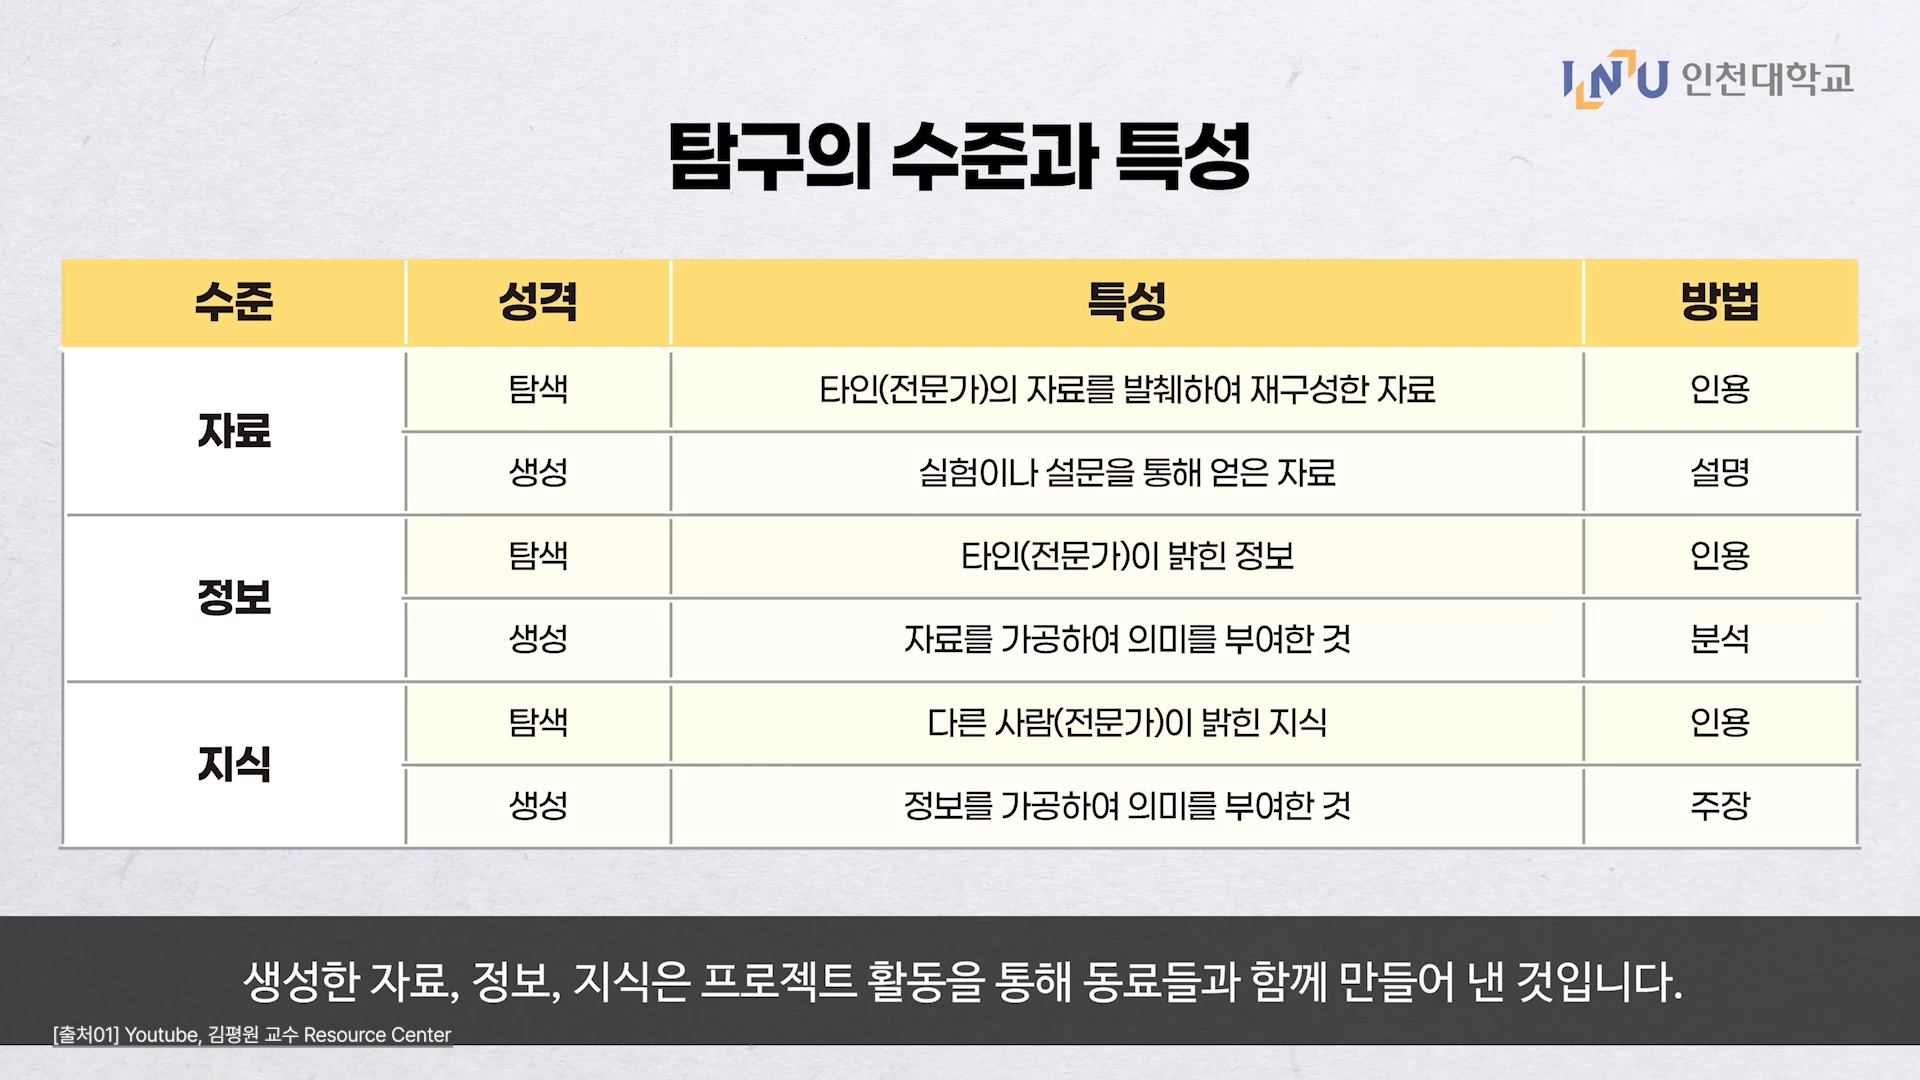 INU 인천대학교
탐구의 수준과 특성
수준 성격 특성 방법
자료
탐색 타인(전문가)의 자료를 발췌하여 재구성한 자료 인용
생성 실험이나 설문을 통해 얻은 자료 설명
정보
탐색 타인(전문가)이 밝힌 정보 인용
생성 자료를 가공하여 의미를 부여한 것 분석
지식
탐색 다른 사람(전문가)이 밝힌 지식 인용
생성 정보를 가공하여 의미를 부여한 것 주장
생성한 자료, 정보, 지식은 프로젝트 활동을 통해 동료들과 함께 만들어 낸 것입니다.
[출처01] Youtube, 김평원 교수 Resource Center